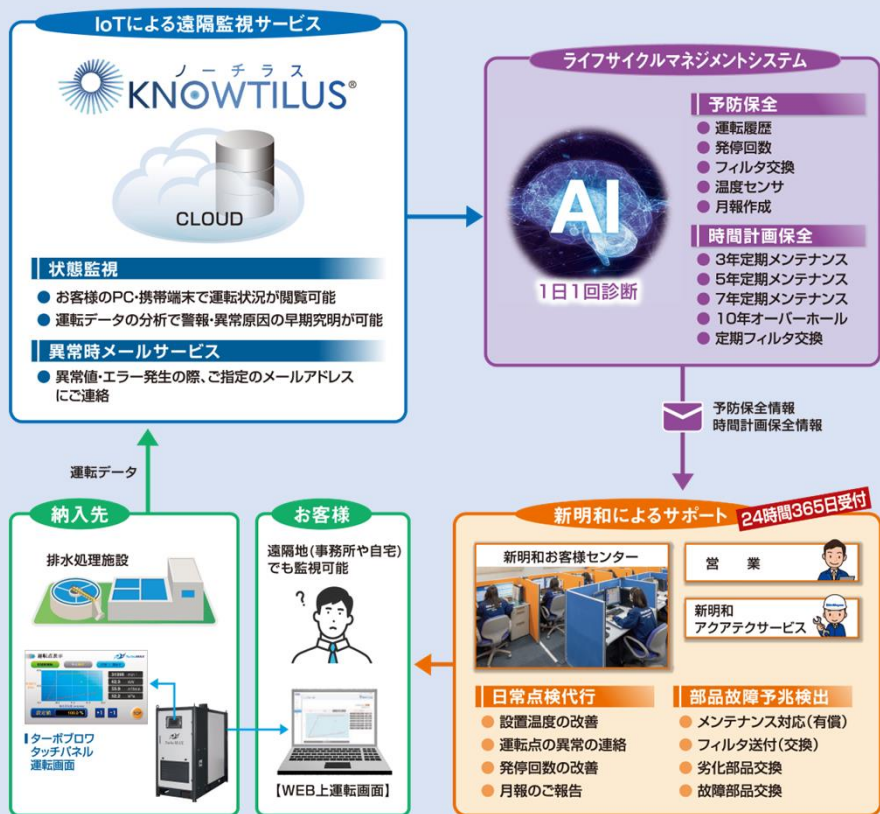 IoTによる遠隔監視サービス
ノーチラス
KNOWTILUS®
CLOUD
状態監視
● お客様のPC・携帯端末で運転状況が閲覧可能
● 運転データの分析で警報・異常原因の早期究明が可能
異常時メールサービス
● 異常値・エラー発生の際、ご指定のメールアドレス
にご連絡
ライフサイクルマネジメントシステム
AI
1日1回診断
予防保全
● 運転履歴
● 発停回数
● フィルタ交換
● 温度センサ
● 月報作成
時間計画保全
● 3年定期メンテナンス
● 5年定期メンテナンス
● 7年定期メンテナンス
● 10年オーバーホール
● 定期フィルタ交換
予防保全情報
時間計画保全情報
運転データ
納入先
排水処理施設
運転点表示
100.0 %
ターボブロワ
タッチパネル
運転画面
お客様
遠隔地(事務所や自宅)
でも監視可能
?
【WEB上運転画面】
新明和によるサポート
24時間365日受付
新明和お客様センター
営 業
新明和
アクアテクサービス
日常点検代行
● 設置温度の改善
● 運転点の異常の連絡
● 発停回数の改善
● 月報のご報告
部品故障予兆検出
● メンテナンス対応(有償)
● フィルタ送付(交換)
● 劣化部品交換
● 故障部品交換